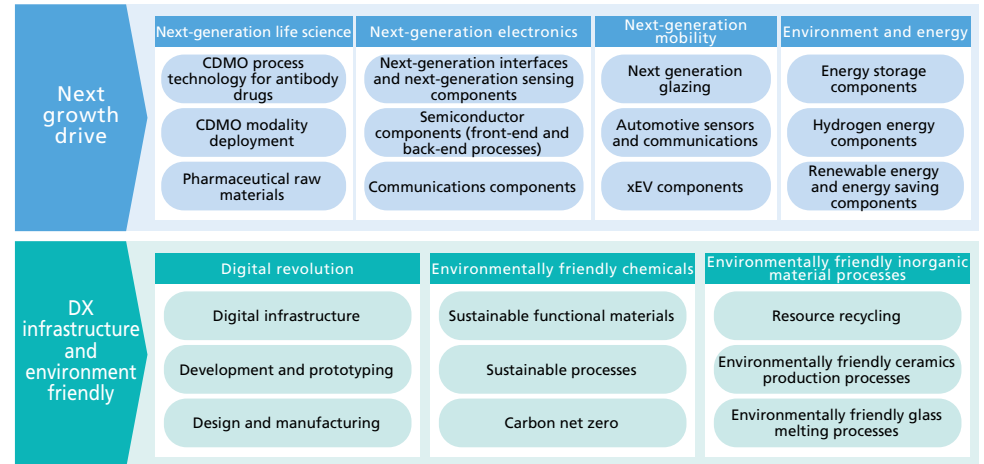 Next
growth
drive
Next-generation life science
CDMO process
technology for antibody
drugs
CDMO modality
deployment
Pharmaceutical raw
materials
Next-generation electronics
Next-generation interfaces
and next-generation sensing
components
Semiconductor
components (front-end and
back-end processes)
Communications components
Next-generation
mobility
Next generation
glazing
Automotive sensors
and communications
xEV components
Environment and energy
Energy storage
components
Hydrogen energy
components
Renewable energy
and energy saving
components
DX
infrastructure
and
environment
friendly
Digital revolution
Digital infrastructure
Development and prototyping
Design and manufacturing
Environmentally friendly chemicals
Sustainable functional materials
Sustainable processes
Carbon net zero
Environmentally friendly inorganic
material processes
Resource recycling
Environmentally friendly ceramics
production processes
Environmentally friendly glass
melting processes